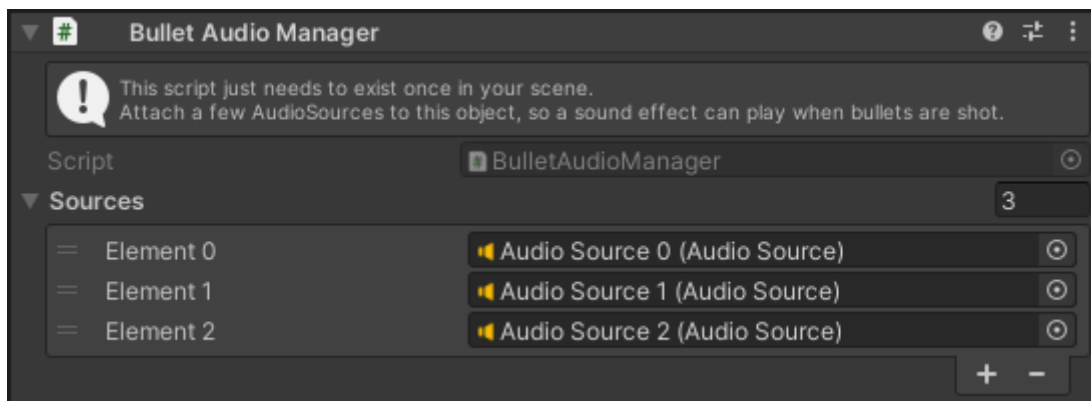 Bullet Audio Manager
This script just needs to exist once in your scene.
Attach a few AudioSources to this object, so a sound effect can play when bullets are shot.
Script BulletAudioManager
Sources 3
Element 0 Audio Source 0 (Audio Source)
Element 1 Audio Source 1 (Audio Source)
Element 2 Audio Source 2 (Audio Source)